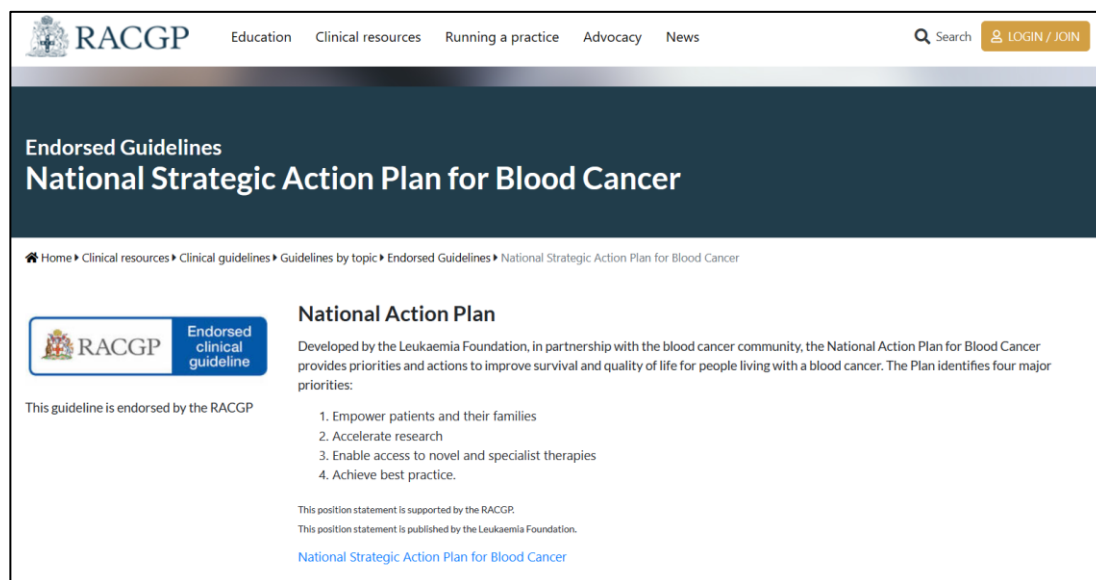 RACGP Education Clinical resources Running a practice Advocacy News Search LOGIN / JOIN
Endorsed Guidelines
National Strategic Action Plan for Blood Cancer
Home Clinical resources Clinical guidelines Guidelines by topic Endorsed Guidelines National Strategic Action Plan for Blood Cancer
RACGP
Endorsed
clinical
guideline
This guideline is endorsed by the RACGP
National Action Plan
Developed by the Leukaemia Foundation, in partnership with the blood cancer community, the National Action Plan for Blood Cancer
provides priorities and actions to improve survival and quality of life for people living with a blood cancer. The Plan identifies four major
priorities:
1. Empower patients and their families
2. Accelerate research
3. Enable access to novel and specialist therapies
4. Achieve best practice.
This position statement is supported by the RACGP.
This position statement is published by the Leukaemia Foundation.
National Strategic Action Plan for Blood Cancer